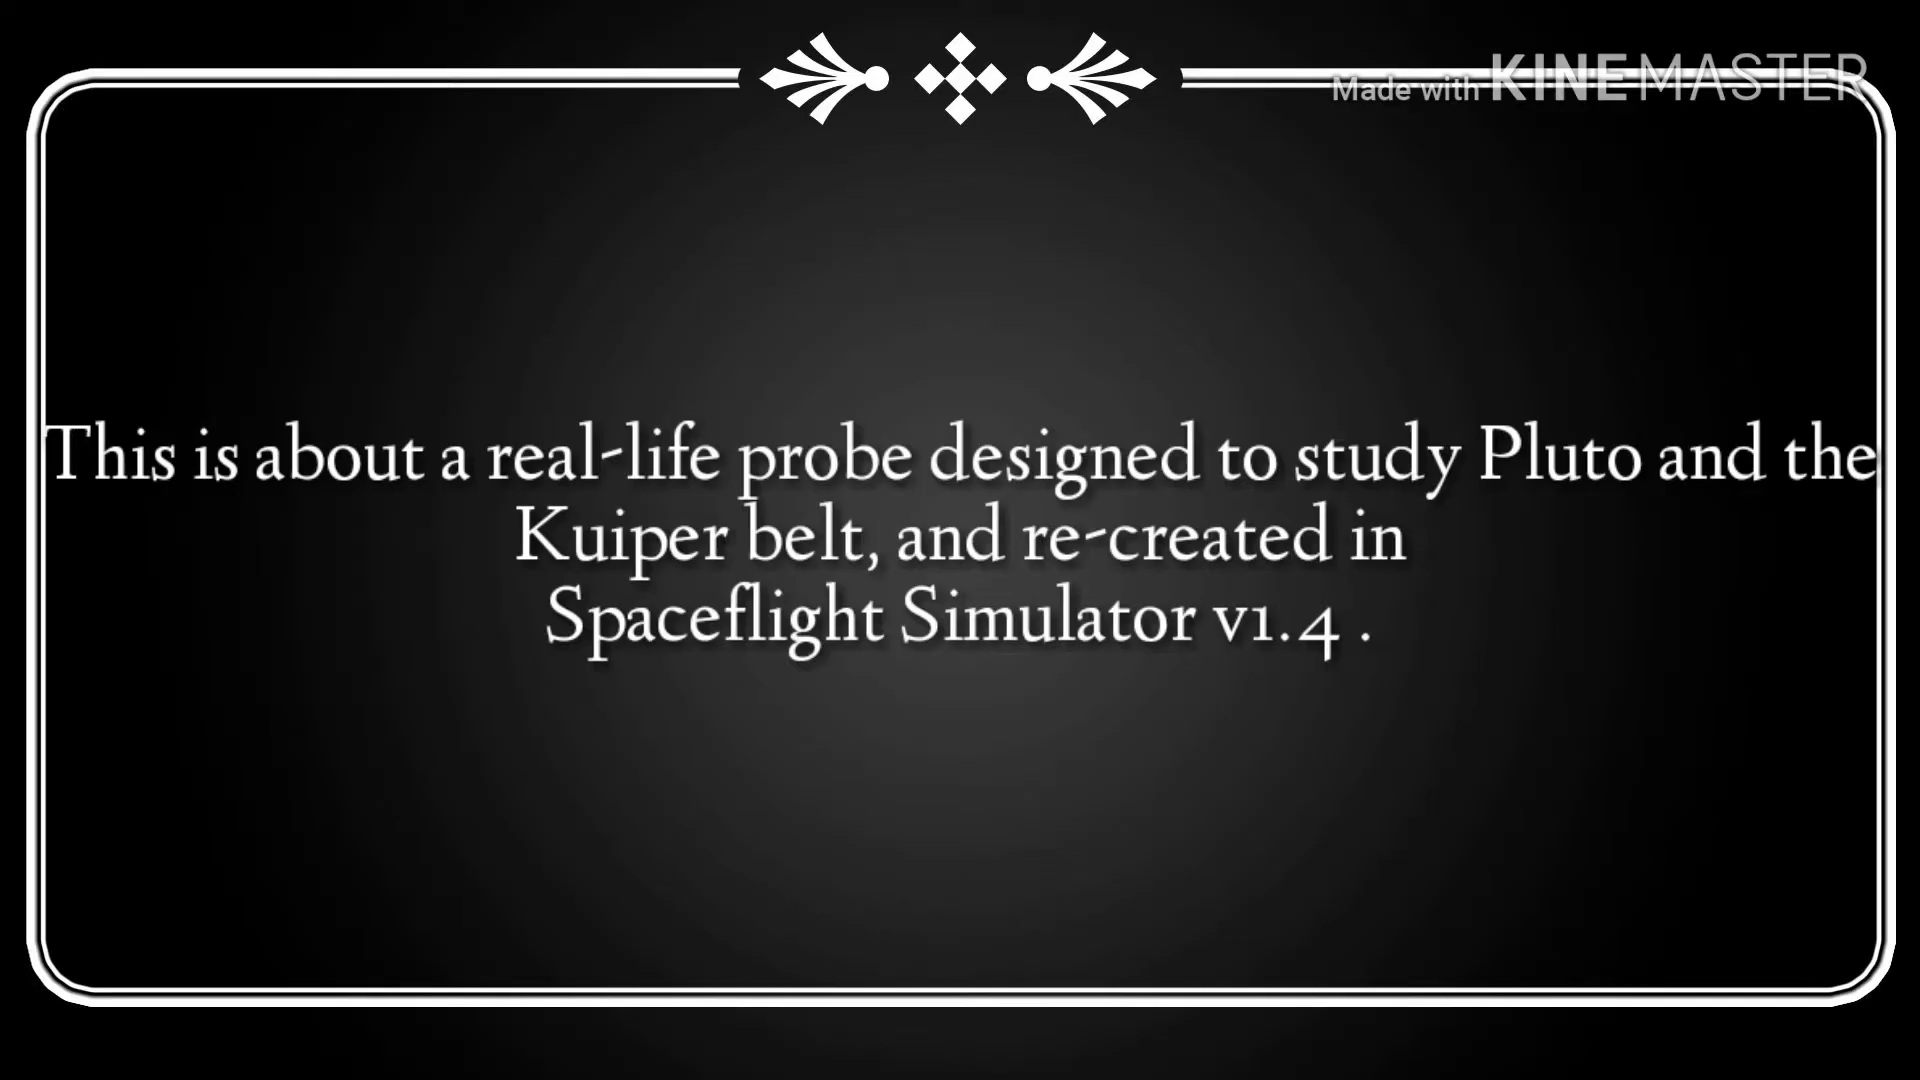 Made with KINEMASTER
This is about a real-life probe designed to study Pluto and the
Kuiper belt, and re-created in
Spaceflight Simulator v1.4 .